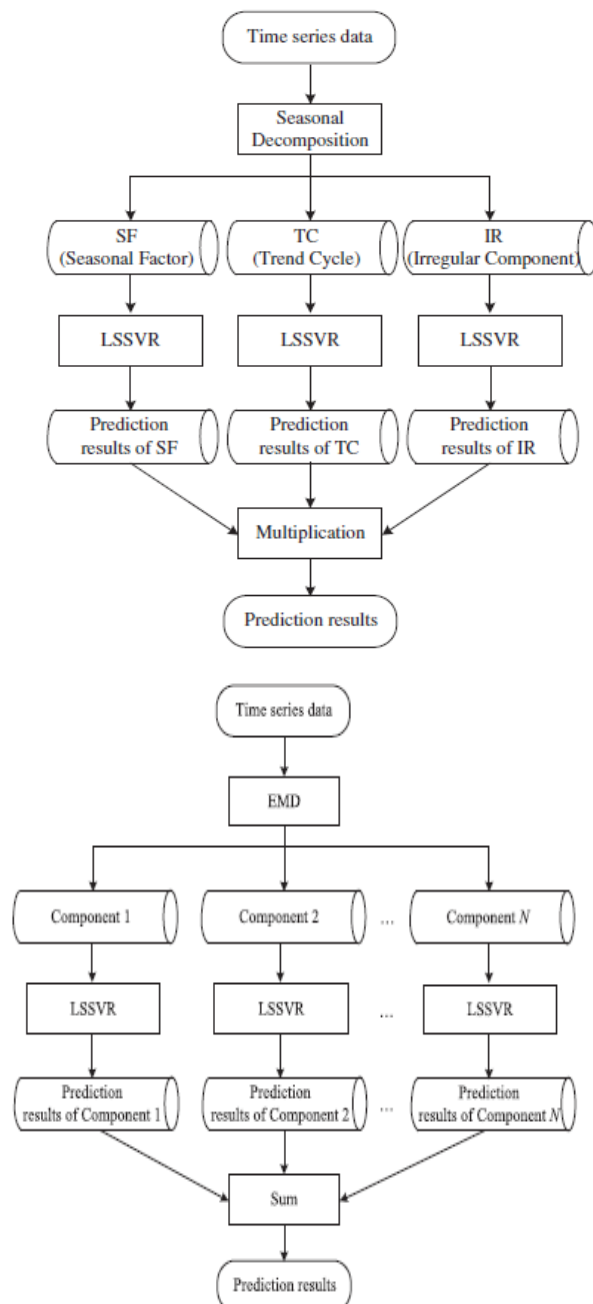 Time series data
Seasonal
Decomposition
SF
(Seasonal Factor)
TC
(Trend Cycle)
IR
(Irregular Component)
LSSVR
LSSVR
LSSVR
Prediction
results of SF
Prediction
results of TC
Prediction
results of IR
Multiplication
Prediction results
Time series data
EMD
Component 1
Component 2
...
Component N
LSSVR
LSSVR
...
LSSVR
Prediction
results of Component 1
Prediction
results of Component 2
...
Prediction
results of Component N
Sum
Prediction results